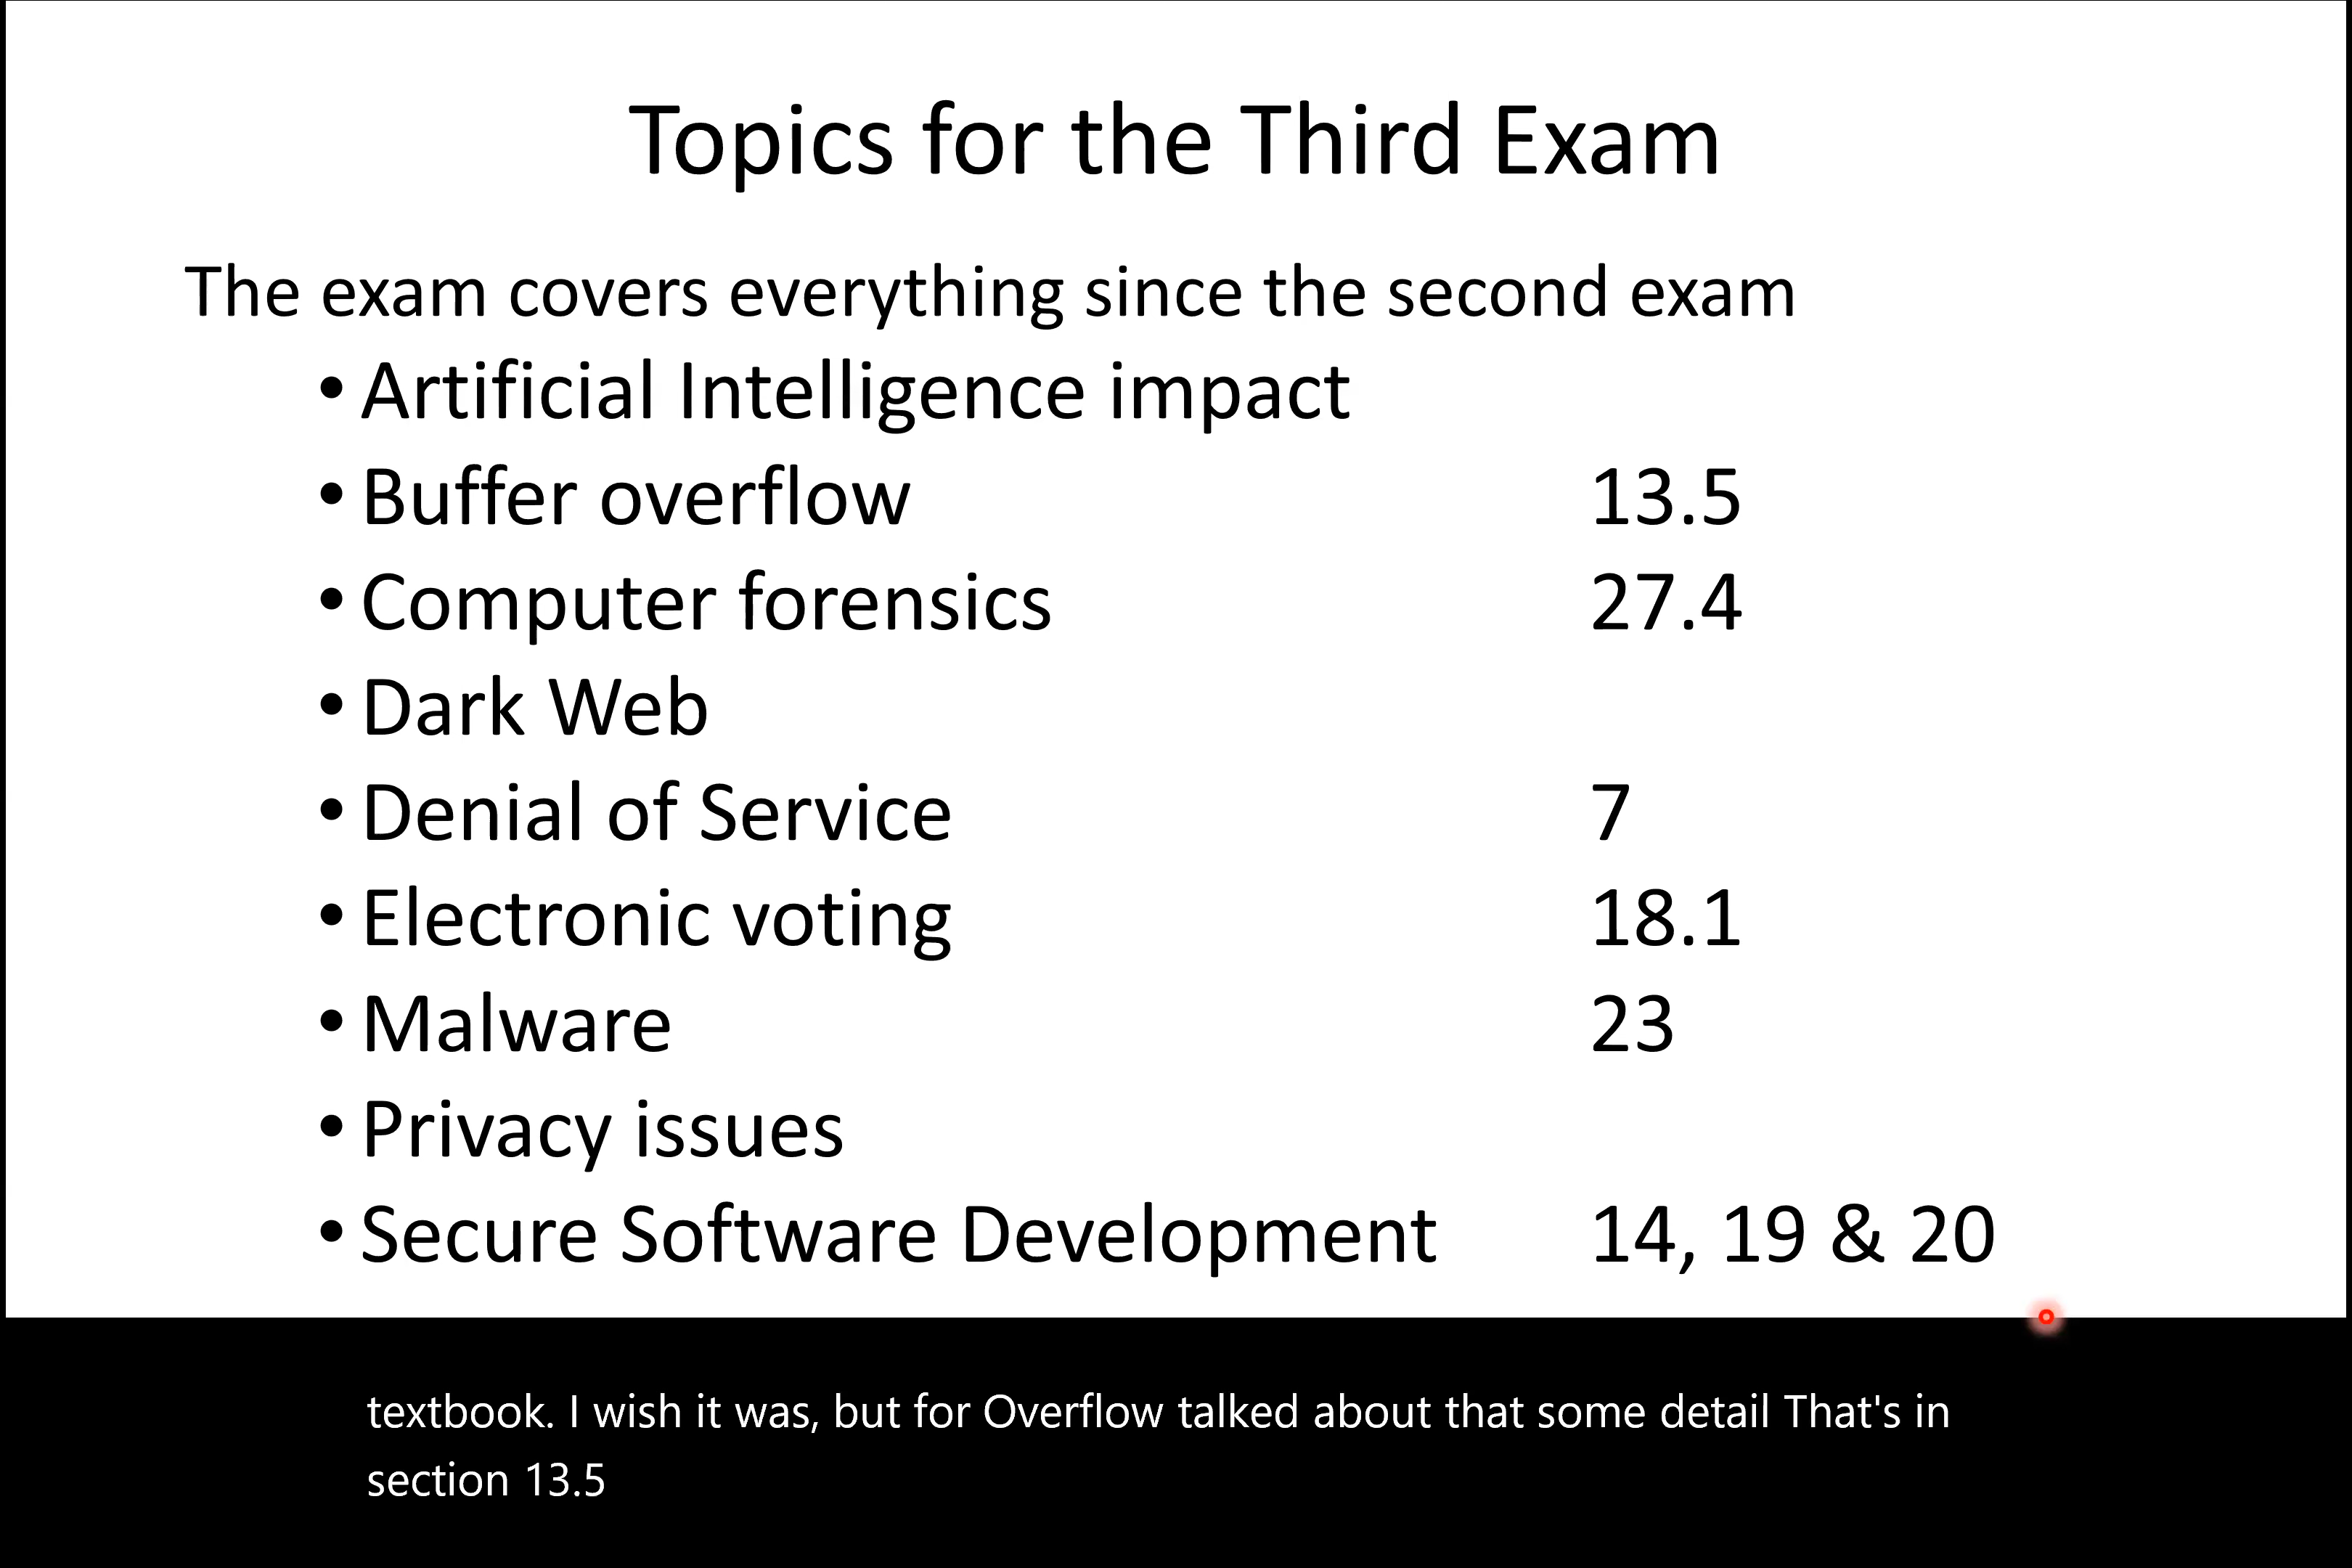 Topics for the Third Exam
The exam covers everything since the second exam
• Artificial Intelligence impact
• Buffer overflow 13.5
• Computer forensics 27.4
• Dark Web
• Denial of Service 7
• Electronic voting 18.1
• Malware 23
• Privacy issues
• Secure Software Development 14, 19 & 20
textbook. I wish it was, but for Overflow talked about that some detail That's in
section 13.5